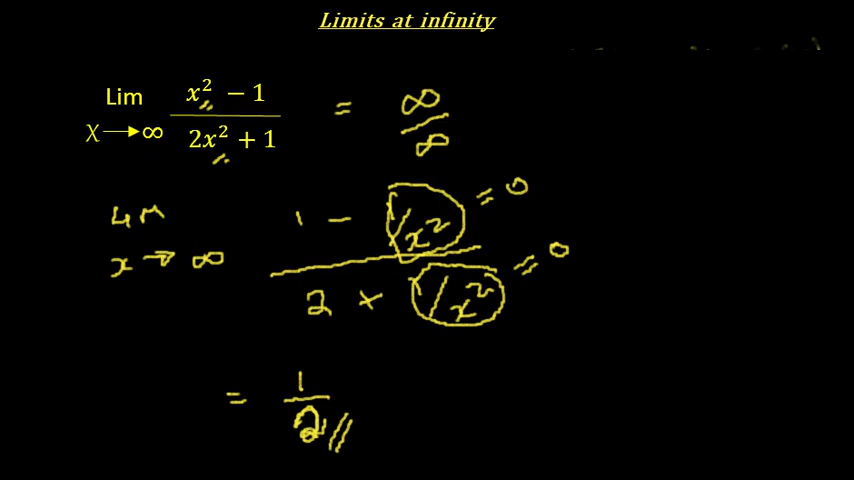 Limits at infinity
Lim x→∞ (x² − 1)/(2x² + 1) = ∞/∞
Lim x→∞ (1 − 1/x²)/(2 + 1/x²) = 0 = 0
= 1/2 //